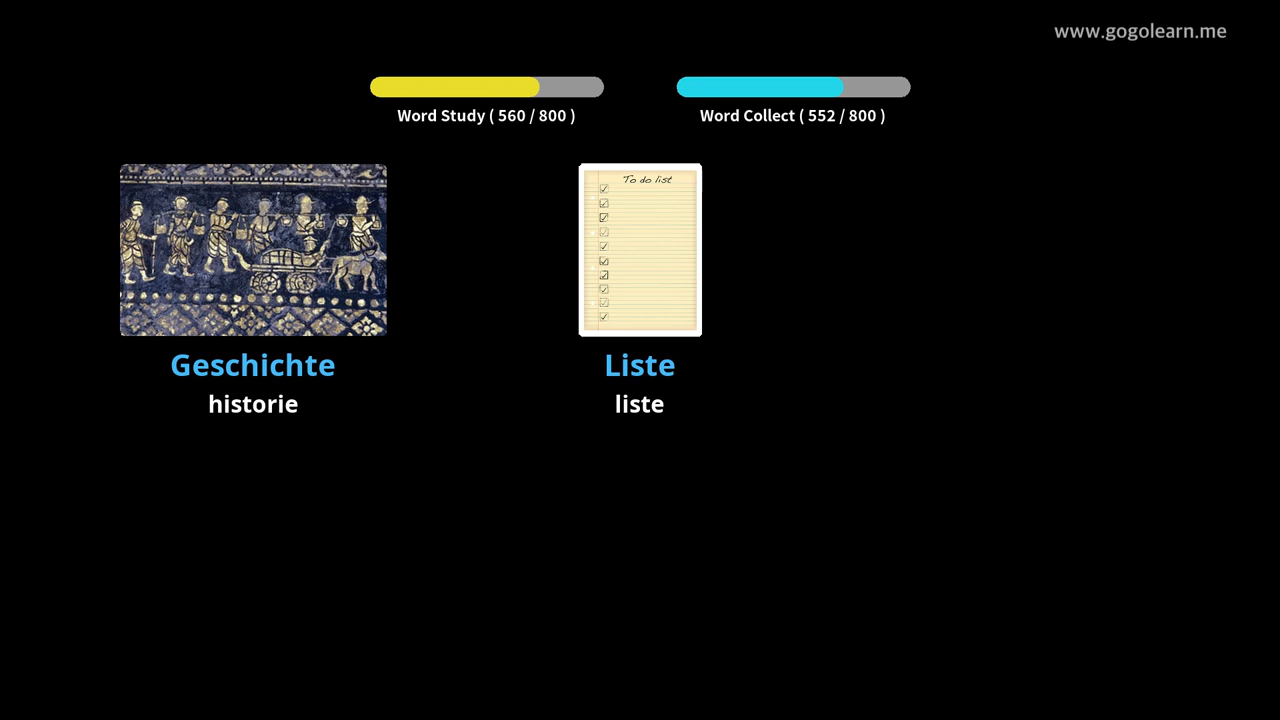 www.gogolearn.me
Word Study ( 560 / 800 )
Word Collect ( 552 / 800 )
To do list
Geschichte
historie
Liste
liste